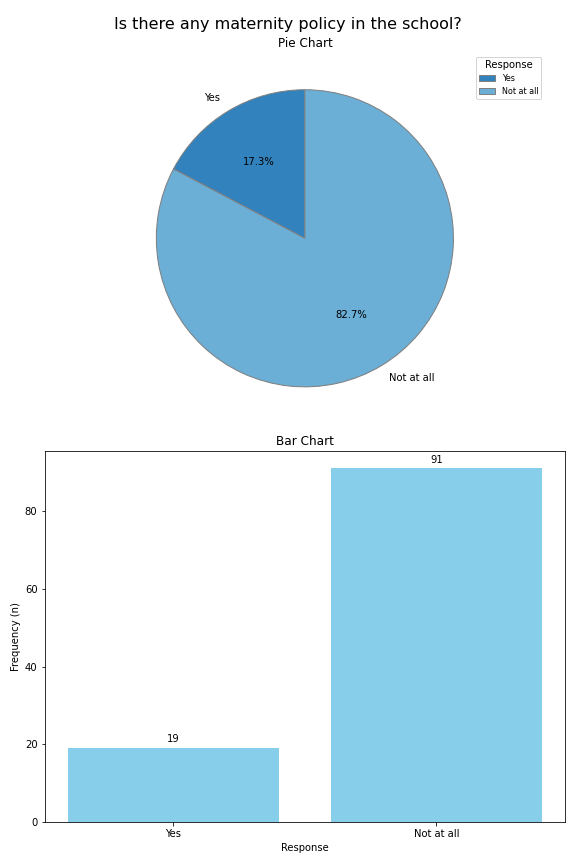 Is there any maternity policy in the school?
Pie Chart
Response
Yes
Not at all
Yes
17.3%
82.7%
Not at all
Bar Chart
91
80
60
40
20
0
19
Frequency (n)
Yes
Not at all
Response